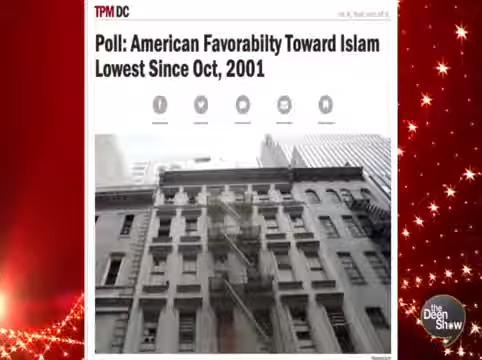 TPM DC
Poll: American Favorabilty Toward Islam
Lowest Since Oct, 2001
the
Deen
Show